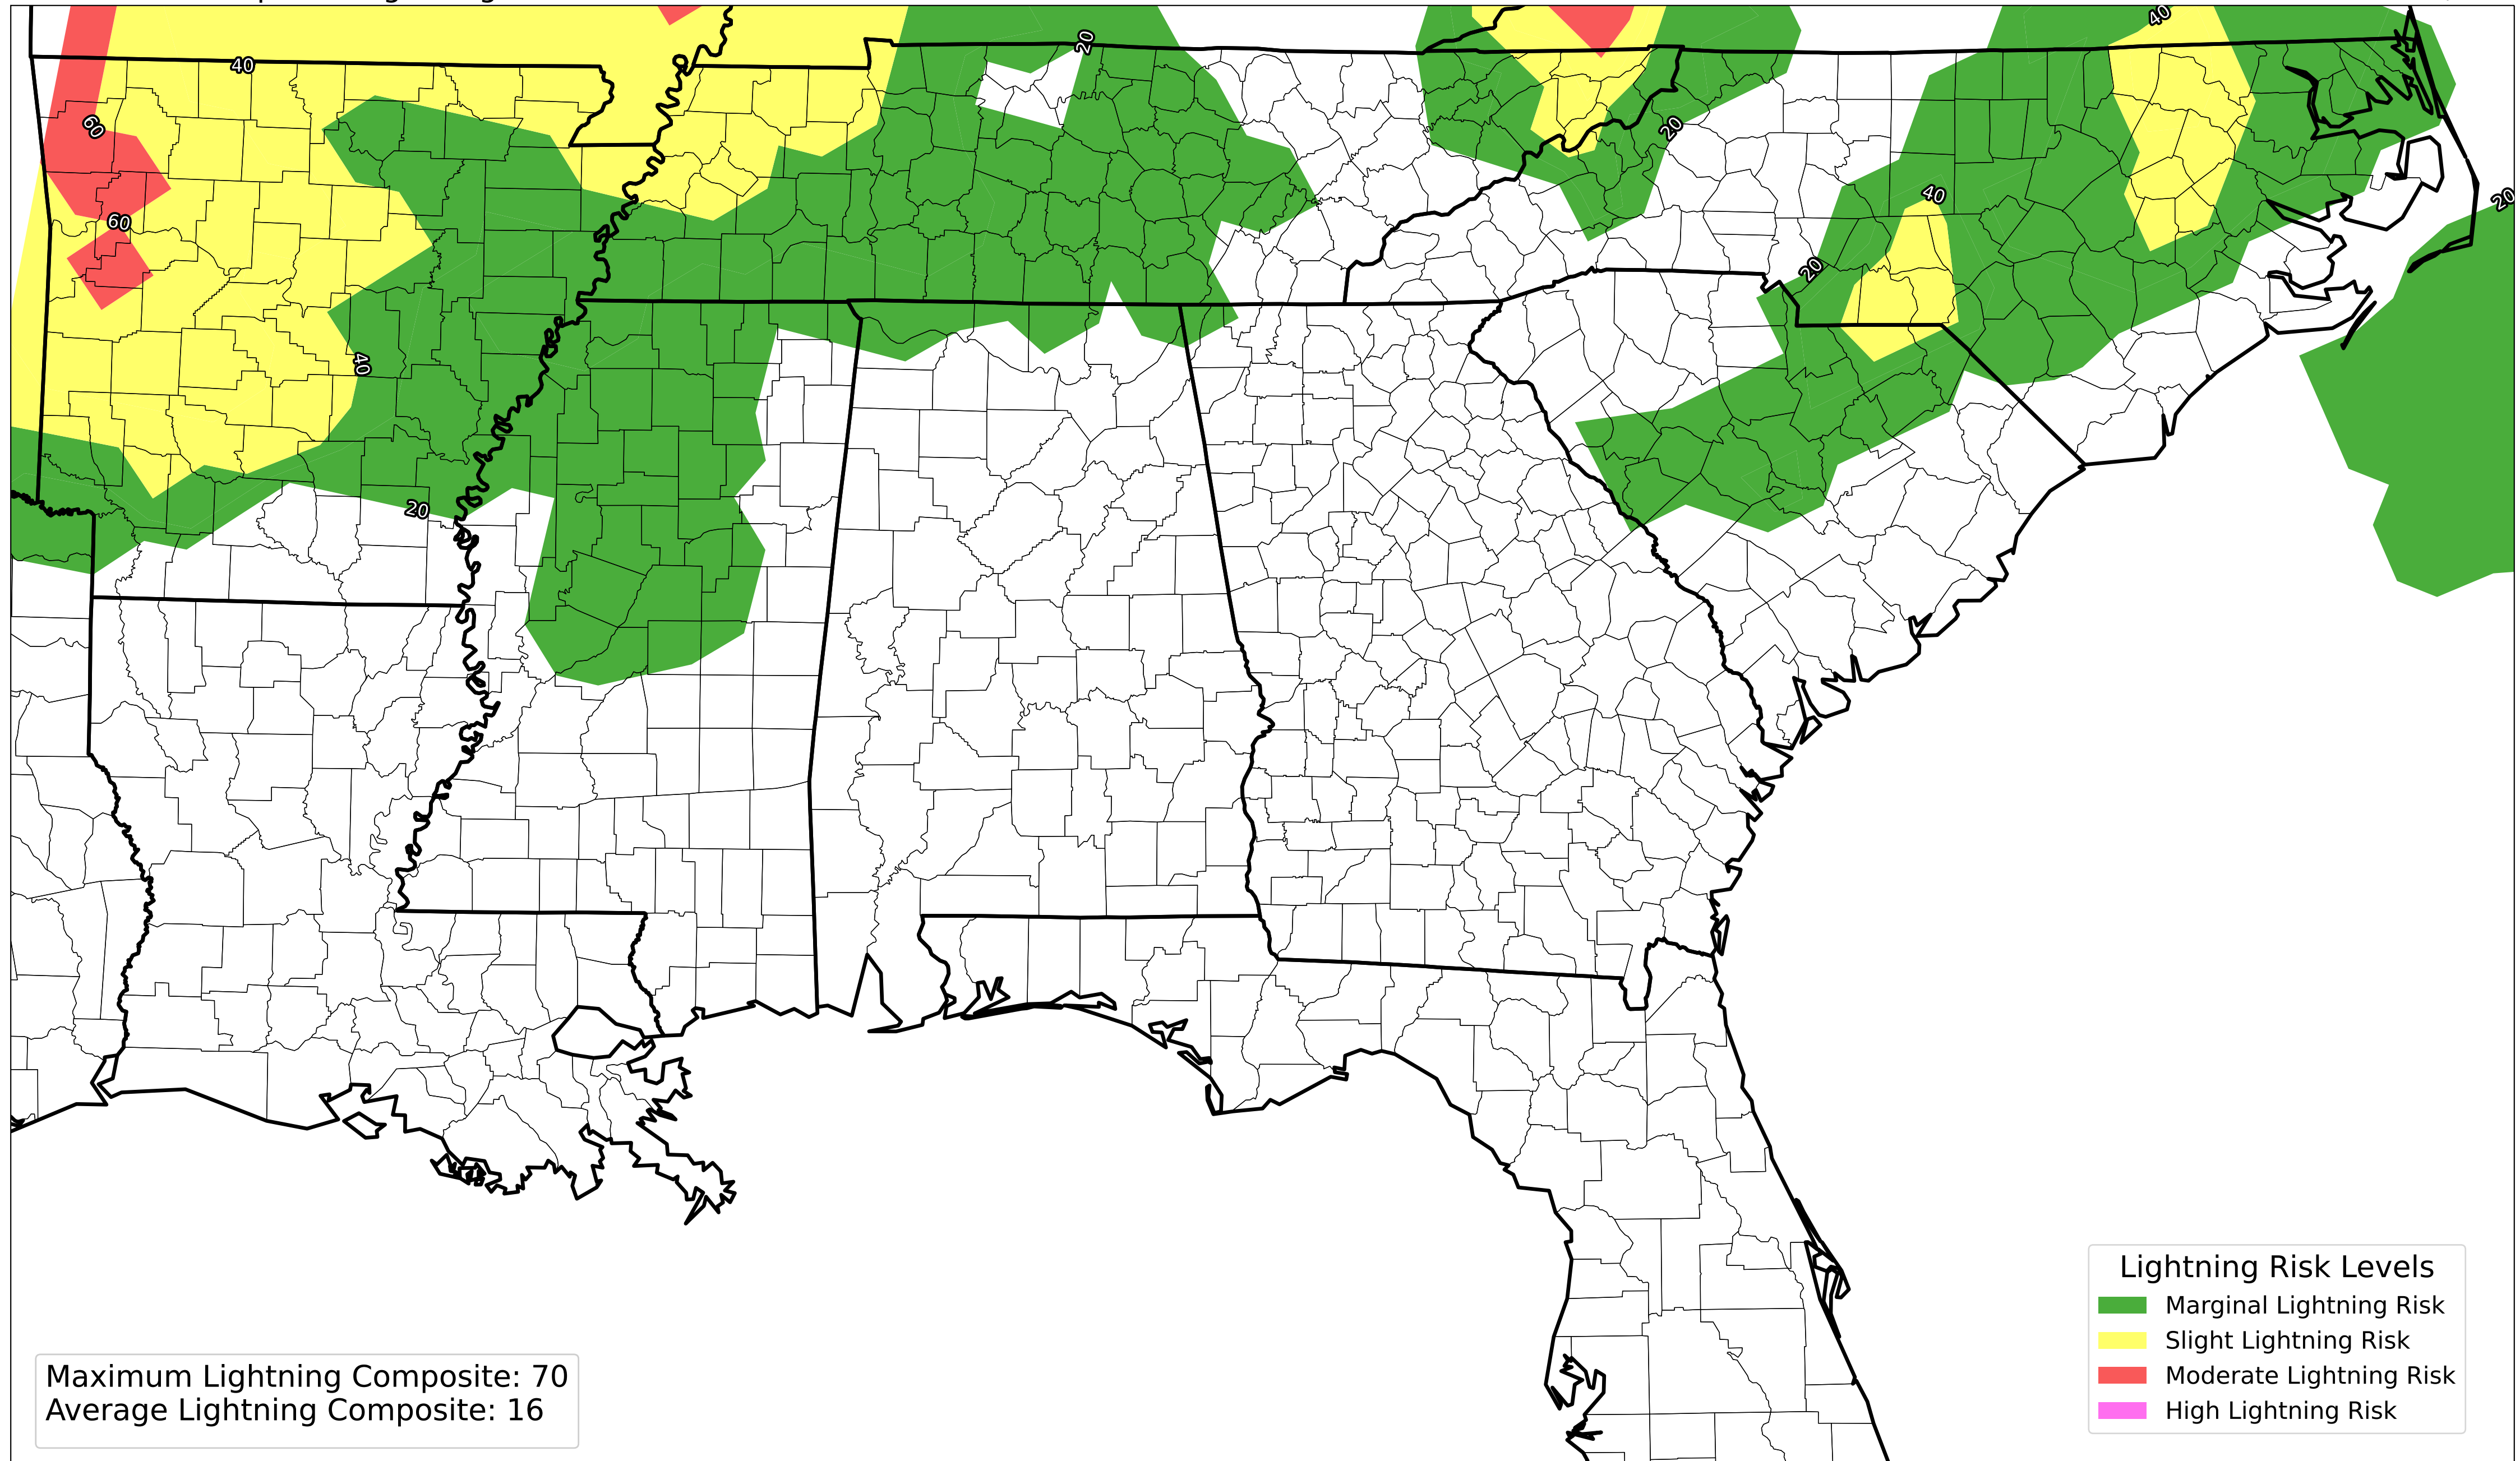 20
40
40
60
20
20
40
20
60
20
40
20
Lightning Risk Levels
Marginal Lightning Risk
Slight Lightning Risk
Moderate Lightning Risk
High Lightning Risk
Maximum Lightning Composite: 70
Average Lightning Composite: 16